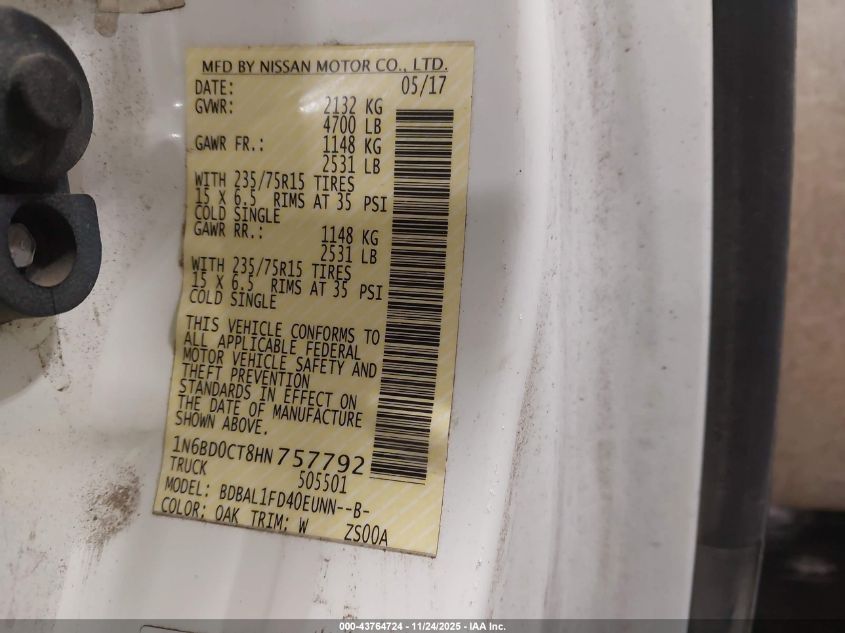 MFD BY NISSAN MOTOR CO., LTD.
DATE: 05/17
GVWR: 2132 KG
4700 LB
GAWR FR.: 1148 KG
2531 LB
WITH 235/75R15 TIRES
15 X 6.5 RIMS AT 35 PSI
COLD SINGLE
GAWR RR.: 1148 KG
2531 LB
WITH 235/75R15 TIRES
15 X 6.5 RIMS AT 35 PSI
COLD SINGLE
THIS VEHICLE CONFORMS TO
ALL APPLICABLE FEDERAL
MOTOR VEHICLE SAFETY AND
THEFT PREVENTION
STANDARDS IN EFFECT ON
THE DATE OF MANUFACTURE
SHOWN ABOVE.
1N6BD0CT8HN757792
TRUCK 505501
MODEL: BDBAL1FD40EUNN--B-
COLOR: OAK TRIM: W ZS00A
000-43764724 - 11/24/2025 - IAA Inc.